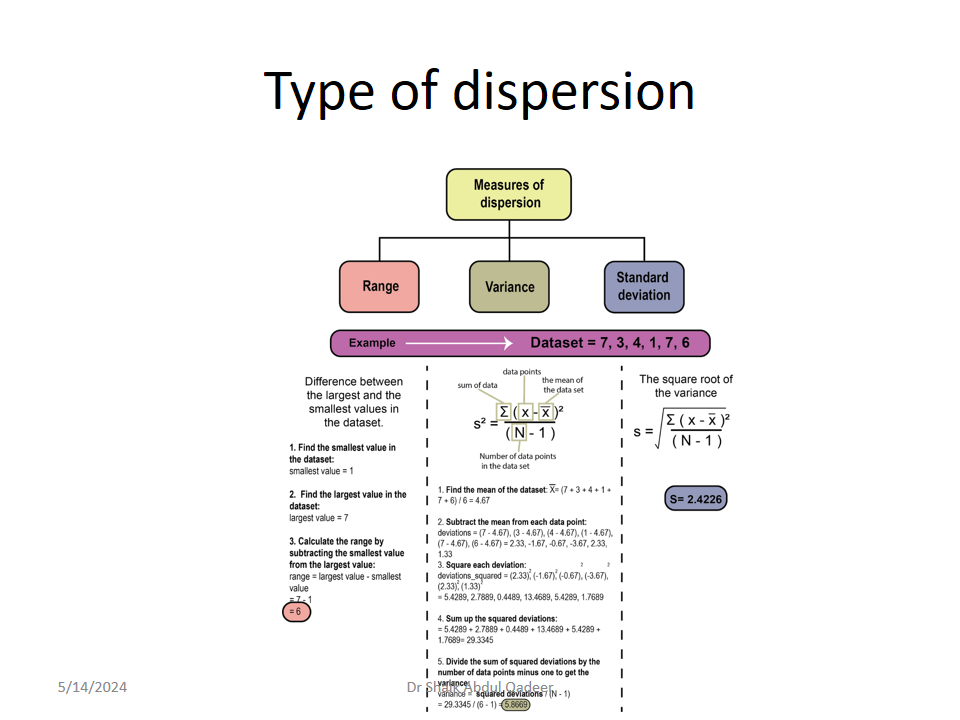 Type of dispersion
Measures of
dispersion
Range
Variance
Standard
deviation
Example
Dataset = 7, 3, 4, 1, 7, 6
Difference between
the largest and the
smallest values in
the dataset.
1. Find the smallest value in
the dataset:
smallest value = 1
2. Find the largest value in the
dataset:
largest value = 7
3. Calculate the range by
subtracting the smallest value
from the largest value:
range = largest value - smallest
value
= 7 - 1
= 6
data points
sum of data
the mean of
the data set
s² = Σ ( x - x̅ )² / ( N - 1 )
Number of data points
in the data set
1. Find the mean of the dataset: X̅= (7 + 3 + 4 + 1 +
7 + 6) / 6 = 4.67
2. Subtract the mean from each data point:
deviations = (7 - 4.67), (3 - 4.67), (4 - 4.67), (1 - 4.67),
(7 - 4.67), (6 - 4.67) = 2.33, -1.67, -0.67, -3.67, 2.33,
1.33
3. Square each deviation:
deviations_squared = (2.33)², (-1.67)², (-0.67)², (-3.67)²,
(2.33)², (1.33)²
= 5.4289, 2.7889, 0.4489, 13.4689, 5.4289, 1.7689
4. Sum up the squared deviations:
= 5.4289 + 2.7889 + 0.4489 + 13.4689 + 5.4289 +
1.7689= 29.3345
5. Divide the sum of squared deviations by the
number of data points minus one to get the
variance:
variance = squared deviations / (N - 1)
= 29.3345 / (6 - 1) = 5.8669
The square root of
the variance
s = √ Σ ( x - x̅ )² / ( N - 1 )
S= 2.4226
5/14/2024
Dr Shaik Abdul Qadeer